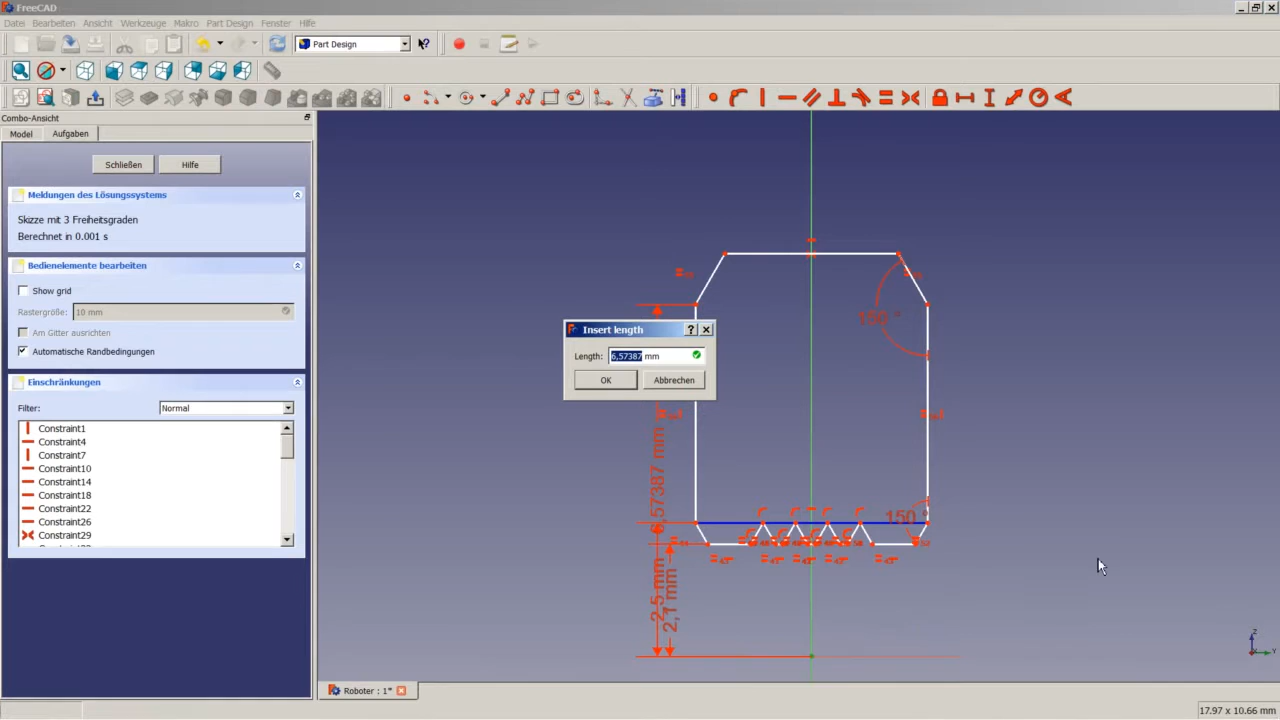 FreeCAD
Datei Bearbeiten Ansicht Werkzeuge Makro Part Design Fenster Hilfe
Part Design
Combo-Ansicht
Model Aufgaben
Schließen Hilfe
Meldungen des Lösungssystems
Skizze mit 3 Freiheitsgraden
Berechnet in 0.001 s
Bedienelemente bearbeiten
Show grid
Rastergröße: 10 mm
Am Gitter ausrichten
Automatische Randbedingungen
Einschränkungen
Filter: Normal
Constraint1
Constraint4
Constraint7
Constraint10
Constraint14
Constraint18
Constraint22
Constraint26
Constraint29
150 °
Insert length
Length: 6,57387 mm
OK Abbrechen
,57387 mm
150 °
2,5 mm
2,1 mm
Z
Y
Roboter : 1*
17.97 x 10.66 mm